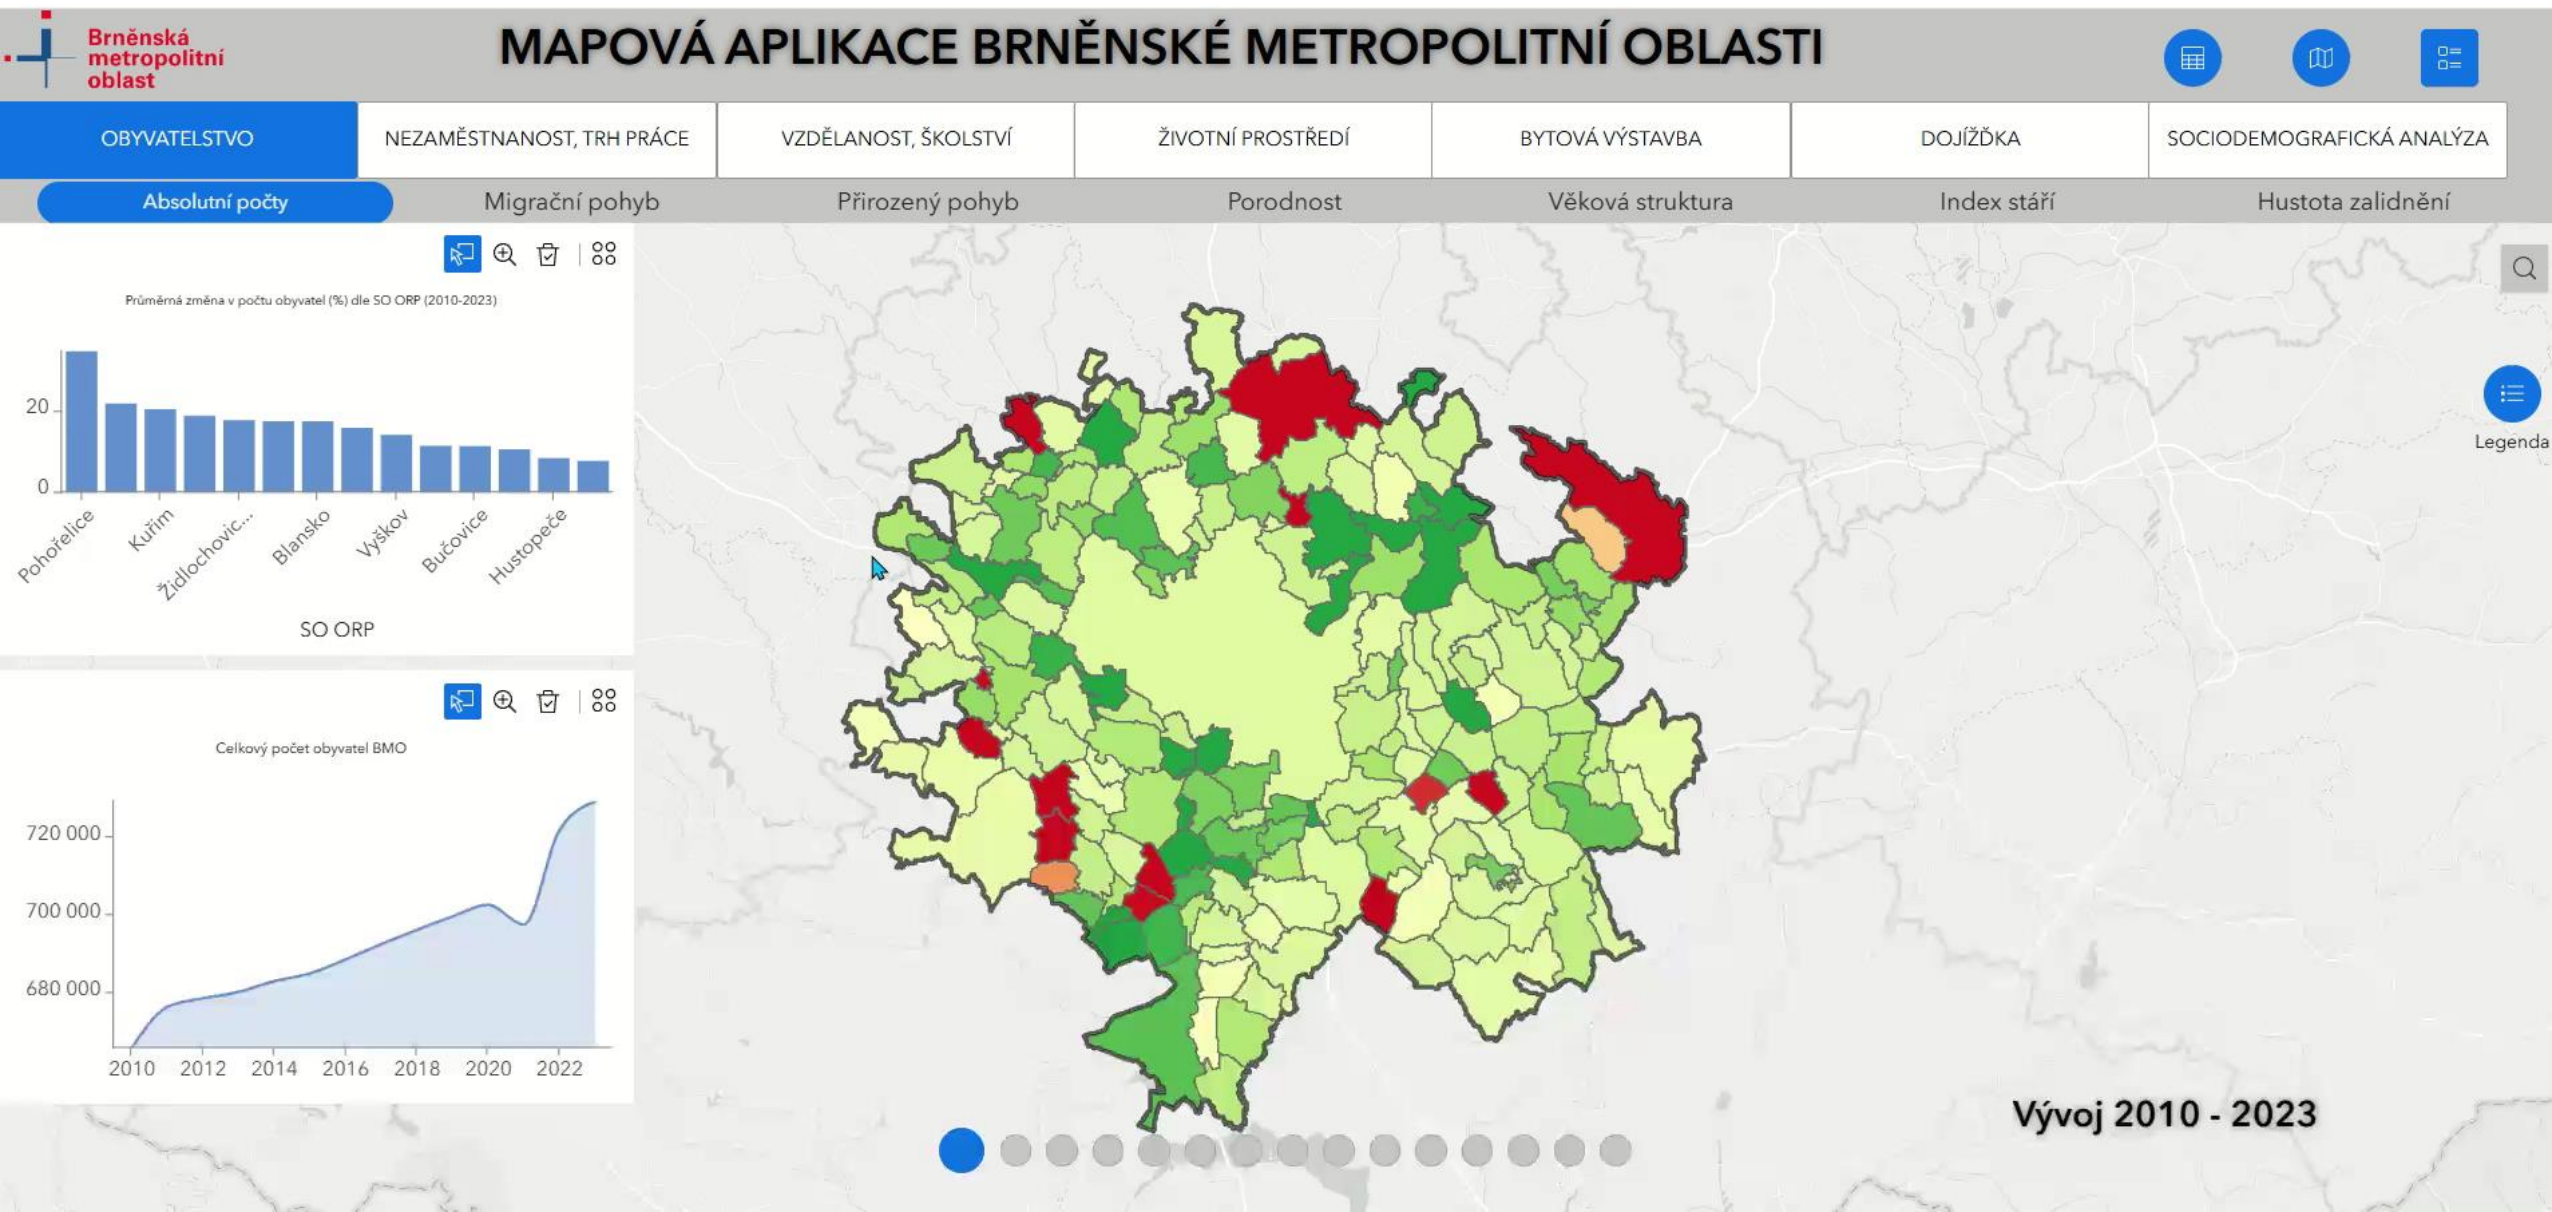 Brněnská
metropolitní
oblast
MAPOVÁ APLIKACE BRNĚNSKÉ METROPOLITNÍ OBLASTI
OBYVATELSTVO
NEZAMĚSTNANOST, TRH PRÁCE
VZDĚLANOST, ŠKOLSTVÍ
ŽIVOTNÍ PROSTŘEDÍ
BYTOVÁ VÝSTAVBA
DOJÍŽĎKA
SOCIODEMOGRAFICKÁ ANALÝZA
Absolutní počty
Migrační pohyb
Přirozený pohyb
Porodnost
Věková struktura
Index stáří
Hustota zalidnění
Průměrná změna v počtu obyvatel (%) dle SO ORP (2010-2023)
20
0
Pohořelice
Kuřim
Židlochovic...
Blansko
Vyškov
Bučovice
Hustopeče
SO ORP
Celkový počet obyvatel BMO
720 000
700 000
680 000
2010
2012
2014
2016
2018
2020
2022
Legenda
Vývoj 2010 - 2023